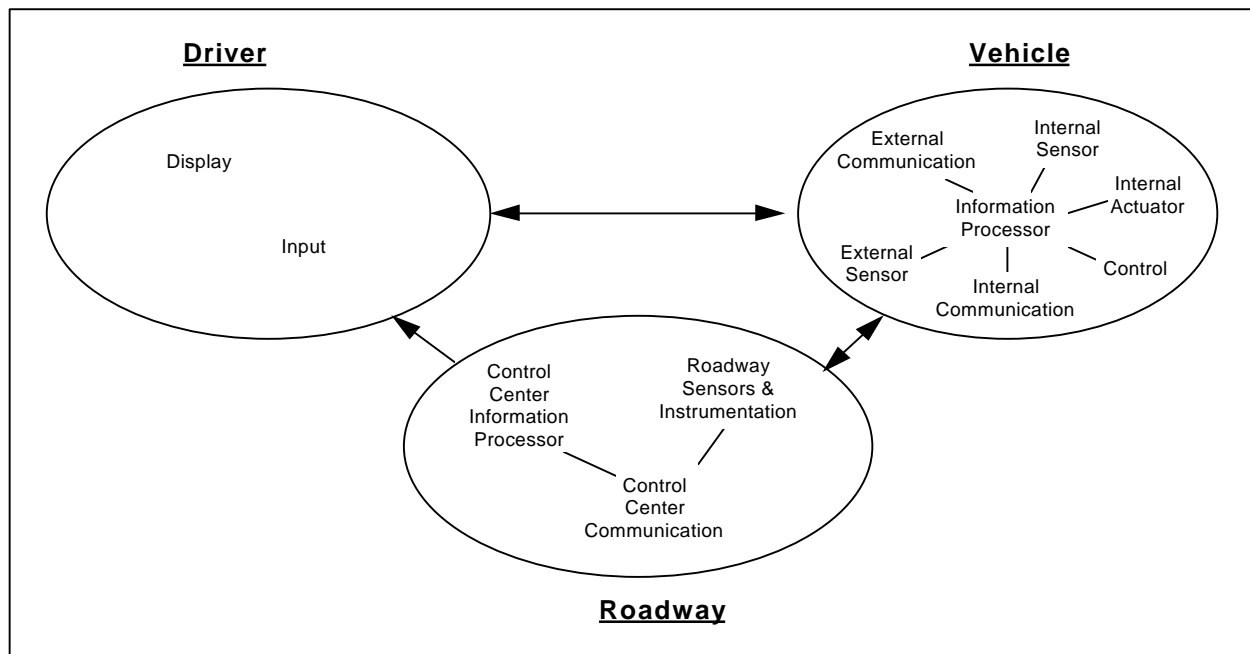 Driver
Display
Input
Vehicle
External
Communication
Internal
Sensor
Internal
Actuator
Information
Processor
External
Sensor
Internal
Communication
Control
Control
Center
Information
Processor
Roadway
Sensors &
Instrumentation
Control
Center
Communication
Roadway